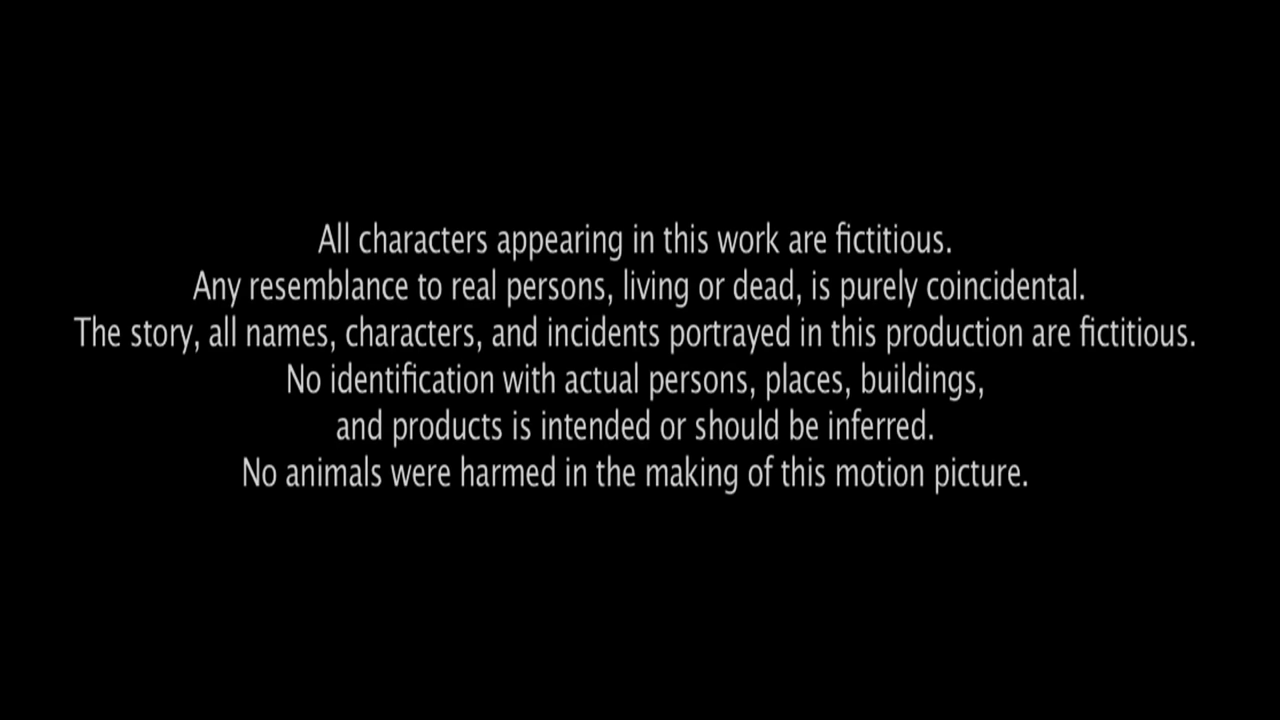 All characters appearing in this work are fictitious.
Any resemblance to real persons, living or dead, is purely coincidental.
The story, all names, characters, and incidents portrayed in this production are fictitious.
No identification with actual persons, places, buildings,
and products is intended or should be inferred.
No animals were harmed in the making of this motion picture.